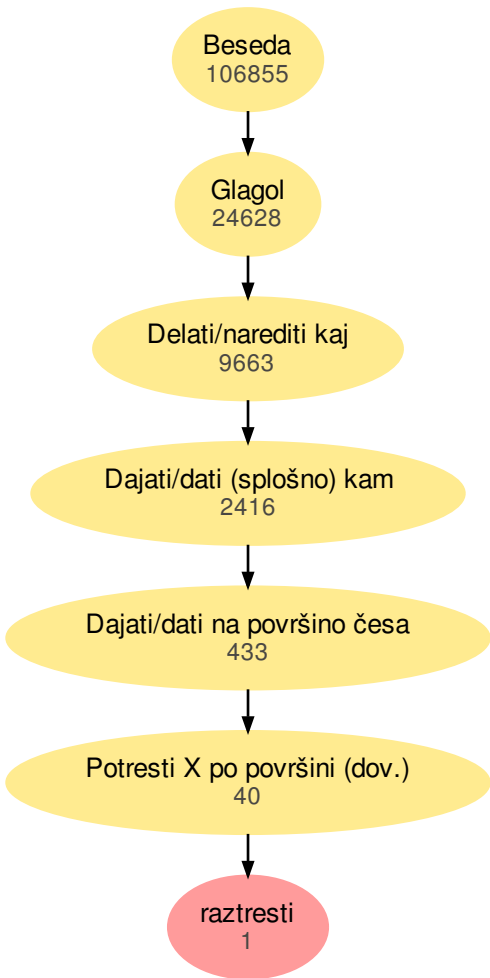 Beseda
106855
Glagol
24628
Delati/narediti kaj
9663
Dajati/dati (splošno) kam
2416
Dajati/dati na površino česa
433
Potresti X po površini (dov.)
40
raztresti
1